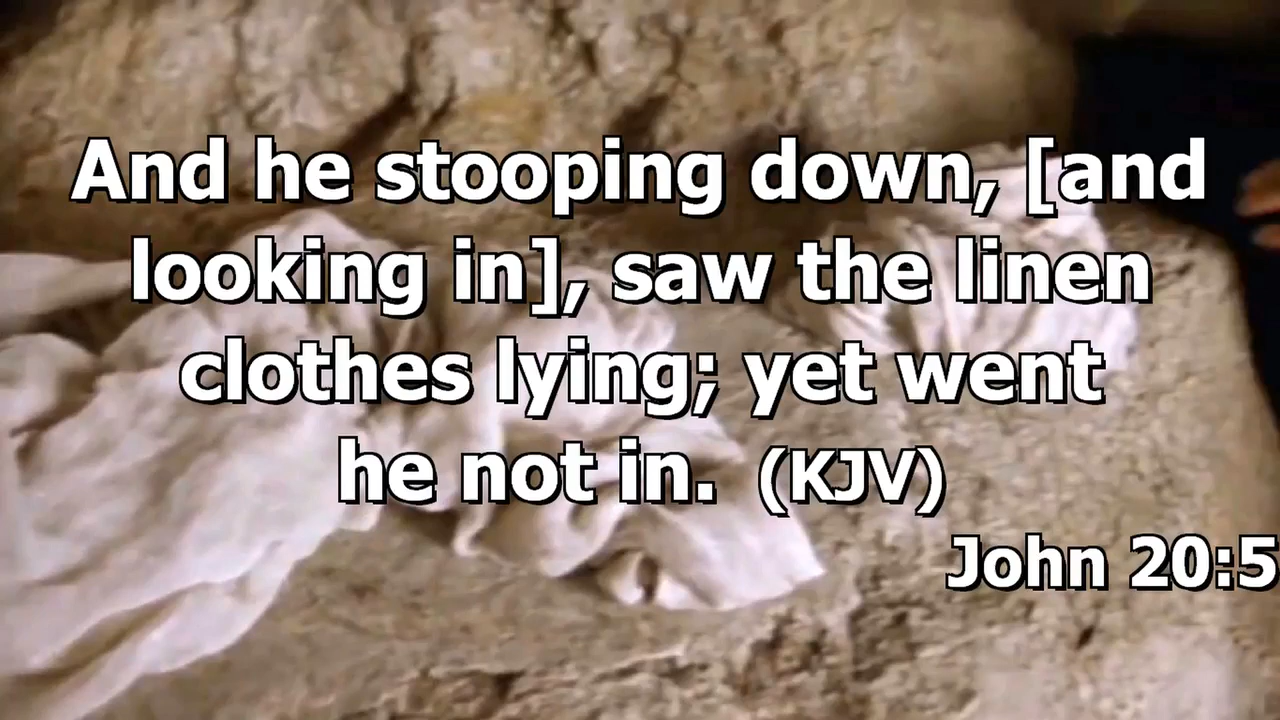 And he stooping down, [and
looking in], saw the linen
clothes lying; yet went
he not in. (KJV)
John 20:5